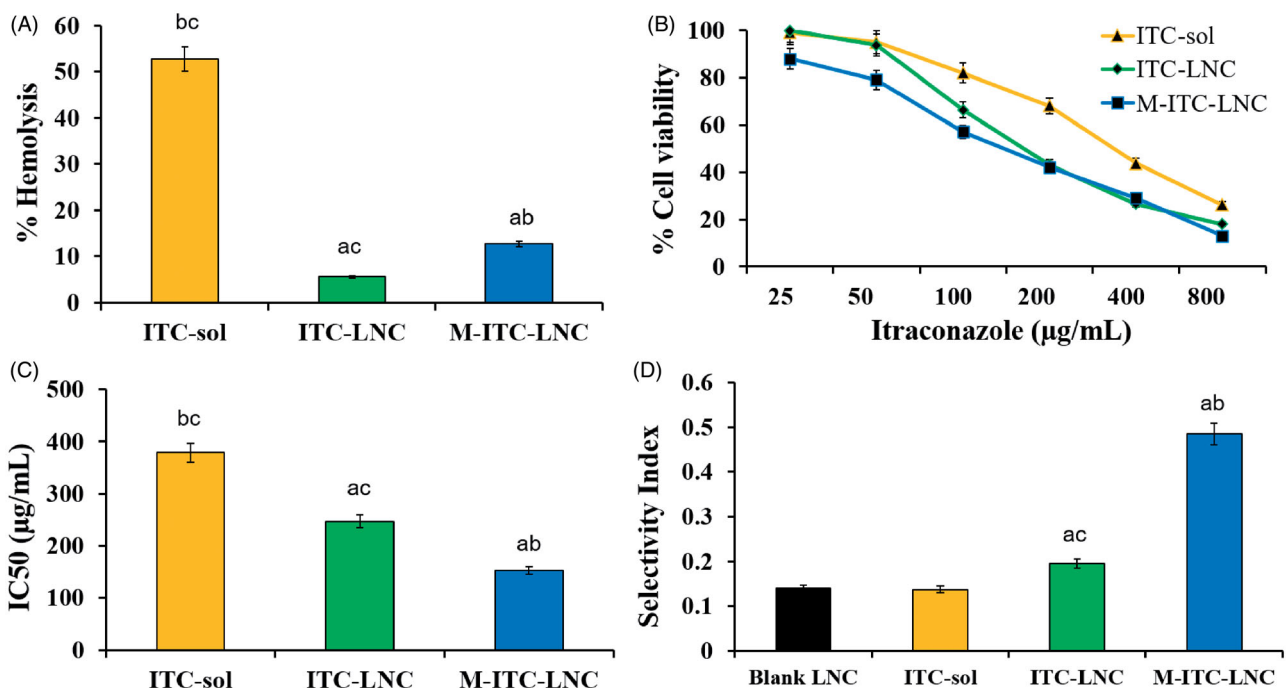 (A)
60
50
40
30
20
10
0
% Hemolysis
bc
ac
ab
ITC-sol ITC-LNC M-ITC-LNC
(B)
100
80
60
40
20
0
% Cell viability
ITC-sol
ITC-LNC
M-ITC-LNC
25 50 100 200 400 800
Itraconazole (µg/mL)
(C)
500
400
300
200
100
0
IC50 (µg/mL)
bc
ac
ab
ITC-sol ITC-LNC M-ITC-LNC
(D)
0.6
0.5
0.4
0.3
0.2
0.1
0
Selectivity Index
ac
ab
Blank LNC ITC-sol ITC-LNC M-ITC-LNC